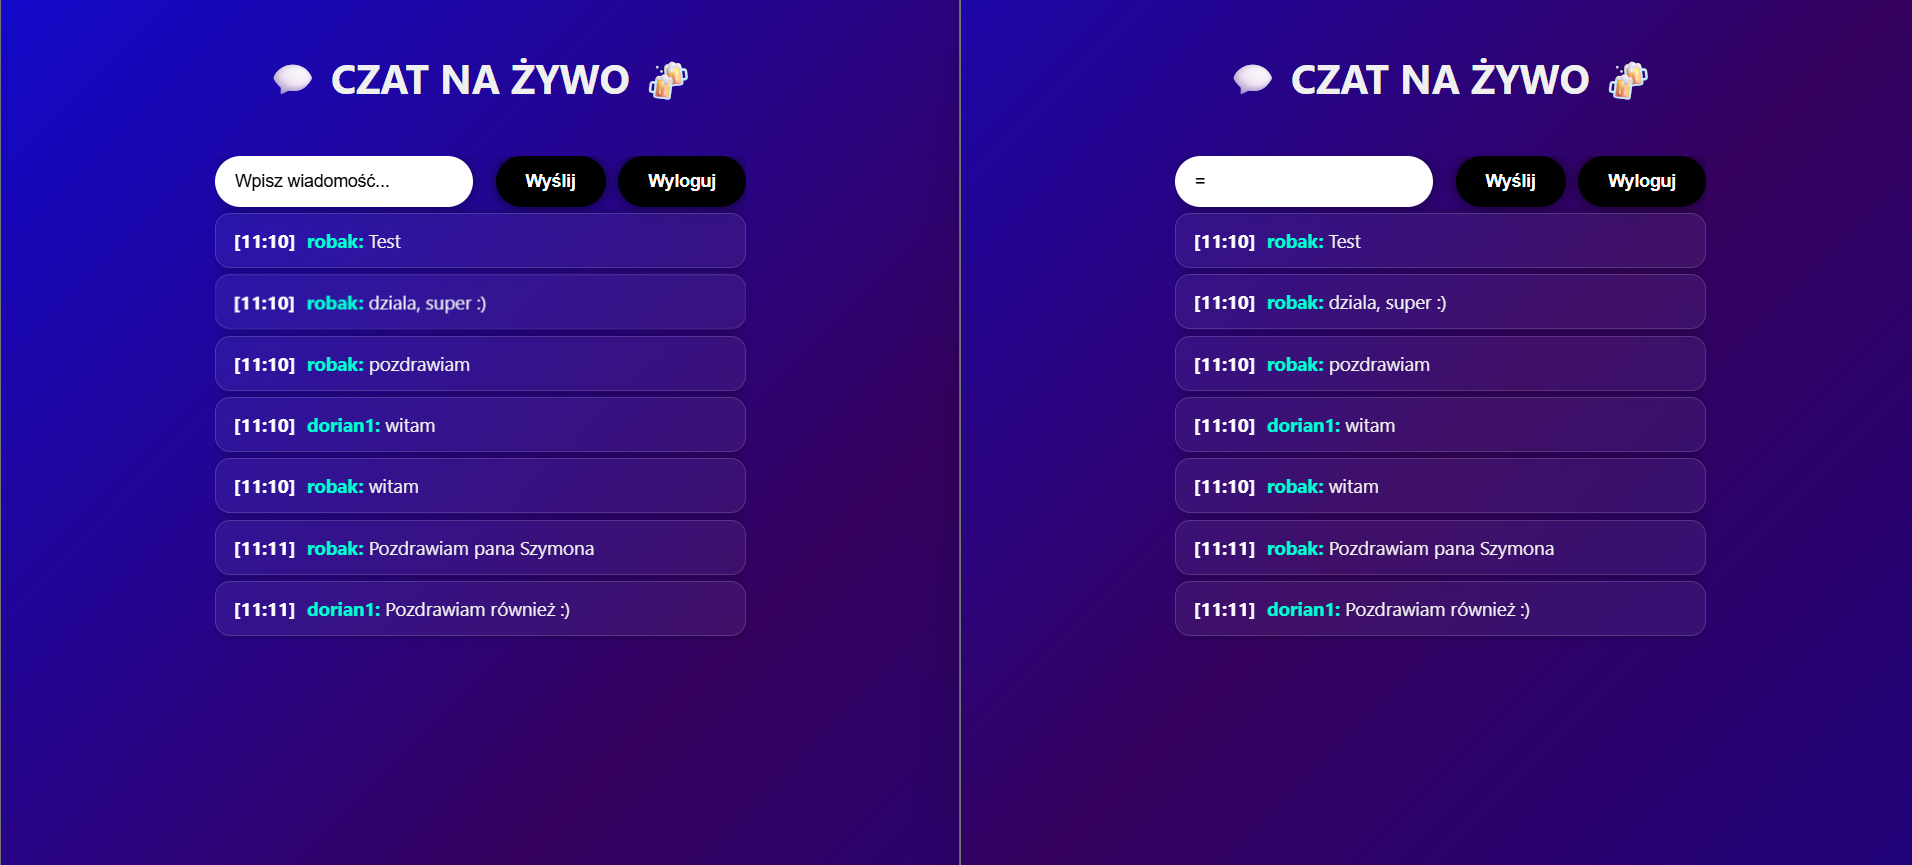 CZAT NA ŻYWO
Wpisz wiadomość... Wyślij Wyloguj
[11:10] robak: Test
[11:10] robak: dziala, super :)
[11:10] robak: pozdrawiam
[11:10] dorian1: witam
[11:10] robak: witam
[11:11] robak: Pozdrawiam pana Szymona
[11:11] dorian1: Pozdrawiam również :)
CZAT NA ŻYWO
= Wyślij Wyloguj
[11:10] robak: Test
[11:10] robak: dziala, super :)
[11:10] robak: pozdrawiam
[11:10] dorian1: witam
[11:10] robak: witam
[11:11] robak: Pozdrawiam pana Szymona
[11:11] dorian1: Pozdrawiam również :)